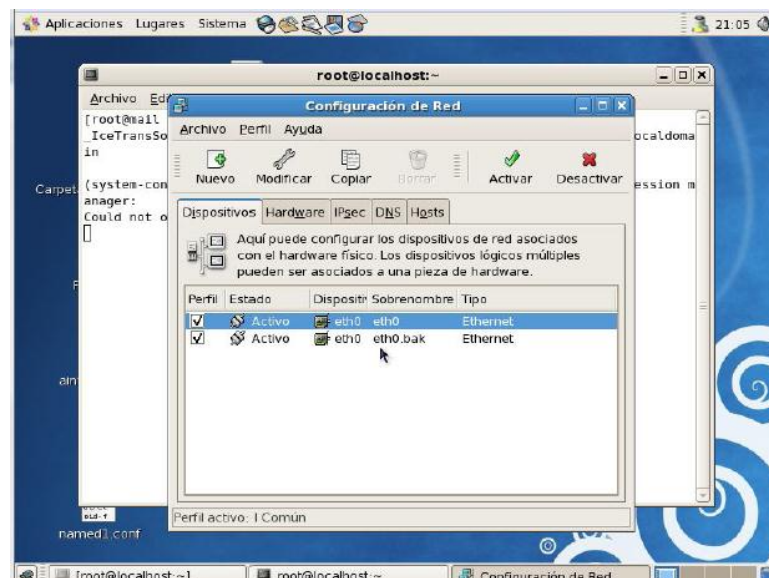 Aplicaciones Lugares Sistema
21:05
root@localhost:~
Archivo
[root@mail
_IceTransSo
ocaldoma
in
(system-con
ession m
anager:
Could not o
Configuración de Red
Archivo Perfil Ayuda
Nuevo Modificar Copiar Borrar Activar Desactivar
Dispositivos Hardware IPsec DNS Hosts
Aquí puede configurar los dispositivos de red asociados
con el hardware físico. Los dispositivos lógicos múltiples
pueden ser asociados a una pieza de hardware.
Perfil Estado Dispositi Sobrenombre Tipo
Activo eth0 eth0 Ethernet
Activo eth0 eth0.bak Ethernet
Perfil activo: Común
Carpet
named1.conf
[root@localhost:~]
root@localhost:~
Configuración de Red